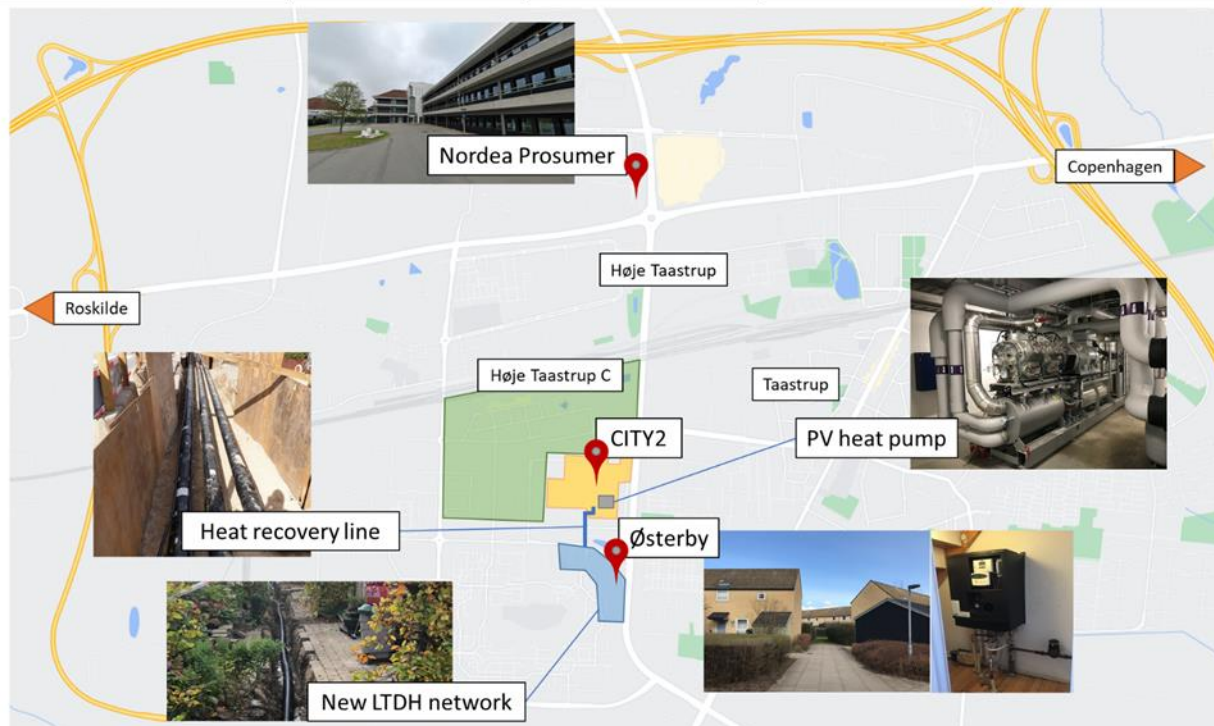 Nordea Prosumer
Copenhagen
Høje Taastrup
Roskilde
Høje Taastrup C
Taastrup
CITY2
PV heat pump
Heat recovery line
Østerby
New LTDH network